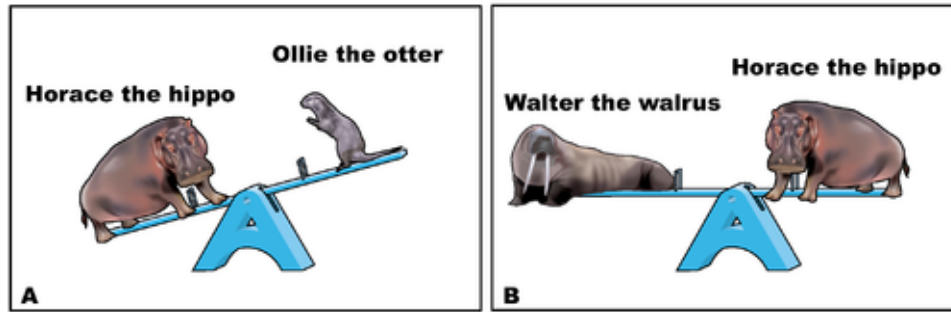 Ollie the otter
Horace the hippo
A
Horace the hippo
Walter the walrus
B